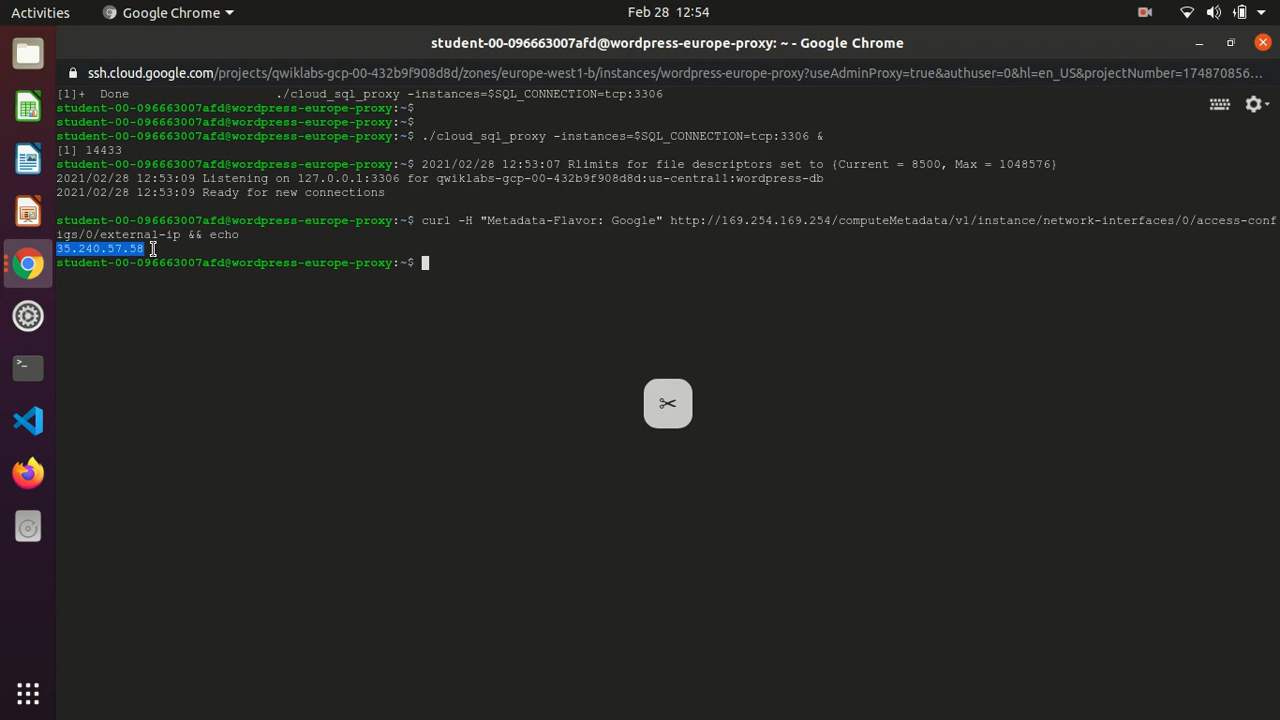 Activities
Google Chrome
Feb 28 12:54
student-00-096663007afd@wordpress-europe-proxy: ~ - Google Chrome
ssh.cloud.google.com/projects/qwiklabs-gcp-00-432b9f908d8d/zones/europe-west1-b/instances/wordpress-europe-proxy?useAdminProxy=true&authuser=0&hl=en_US&projectNumber=174870856...
[1]+  Done                    ./cloud_sql_proxy -instances=$SQL_CONNECTION=tcp:3306
student-00-096663007afd@wordpress-europe-proxy:~$
student-00-096663007afd@wordpress-europe-proxy:~$
student-00-096663007afd@wordpress-europe-proxy:~$ ./cloud_sql_proxy -instances=$SQL_CONNECTION=tcp:3306 &
[1] 14433
student-00-096663007afd@wordpress-europe-proxy:~$ 2021/02/28 12:53:07 Rlimits for file descriptors set to {Current = 8500, Max = 1048576}
2021/02/28 12:53:09 Listening on 127.0.0.1:3306 for qwiklabs-gcp-00-432b9f908d8d:us-central1:wordpress-db
2021/02/28 12:53:09 Ready for new connections
student-00-096663007afd@wordpress-europe-proxy:~$ curl -H "Metadata-Flavor: Google" http://169.254.169.254/computeMetadata/v1/instance/network-interfaces/0/access-conf
igs/0/external-ip && echo
35.240.57.58
student-00-096663007afd@wordpress-europe-proxy:~$